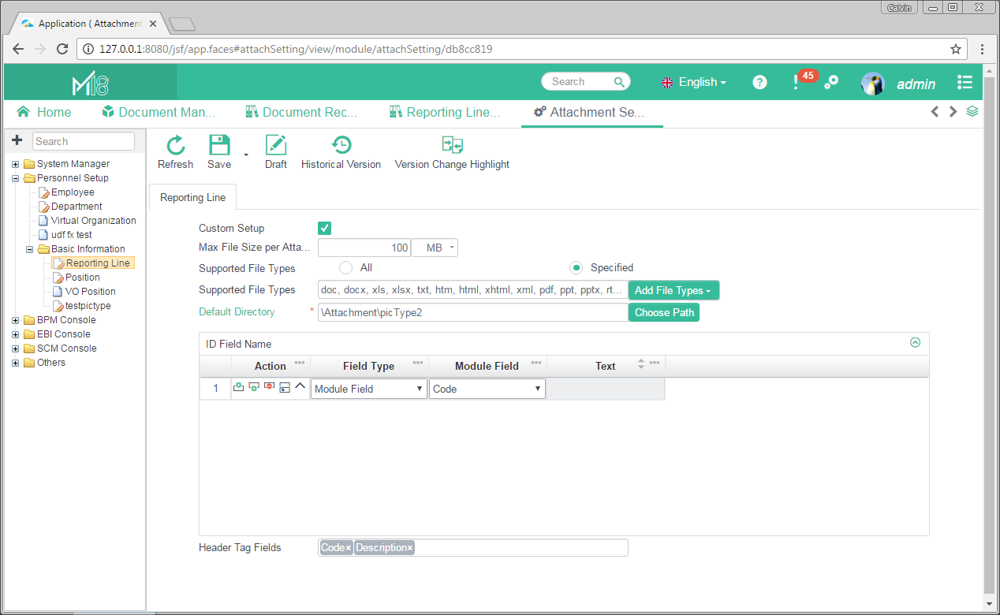 Calvin
Application ( Attachment
127.0.0.1:8080/jsf/app.faces#attachSetting/view/module/attachSetting/db8cc819
M18 Search English ? ! 45 admin
Home Document Man... Document Rec... Reporting Line... Attachment Se...
Search
System Manager
Personnel Setup
Employee
Department
Virtual Organization
udf fx test
Basic Information
Reporting Line
Position
VO Position
testpictype
BPM Console
EBI Console
SCM Console
Others
Refresh Save Draft Historical Version Version Change Highlight
Reporting Line
Custom Setup
Max File Size per Atta... 100 MB
Supported File Types All Specified
Supported File Types doc, docx, xls, xlsx, txt, htm, html, xhtml, xml, pdf, ppt, pptx, rt... Add File Types
Default Directory * \Attachment\picType2 Choose Path
ID Field Name
Action Field Type Module Field Text
1 Module Field Code
Header Tag Fields Code× Description×